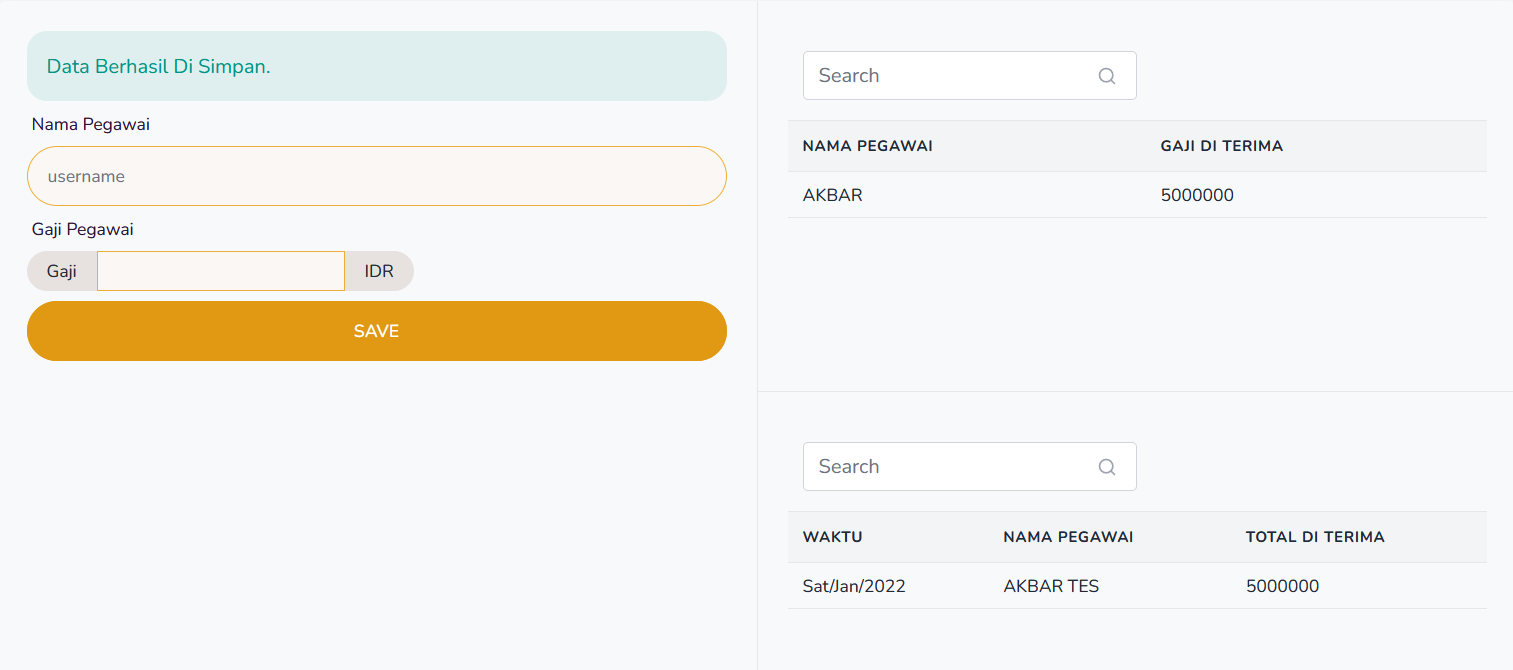 Data Berhasil Di Simpan.
Nama Pegawai
username
Gaji Pegawai
Gaji IDR
SAVE
Search
NAMA PEGAWAI GAJI DI TERIMA
AKBAR 5000000
Search
WAKTU NAMA PEGAWAI TOTAL DI TERIMA
Sat/Jan/2022 AKBAR TES 5000000